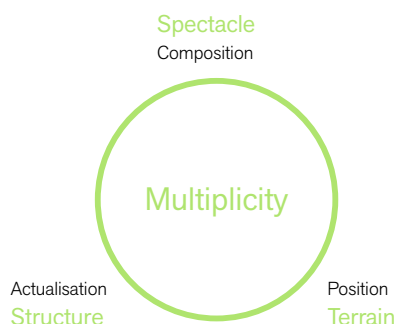 Spectacle
Composition
Multiplicity
Actualisation
Structure
Position
Terrain